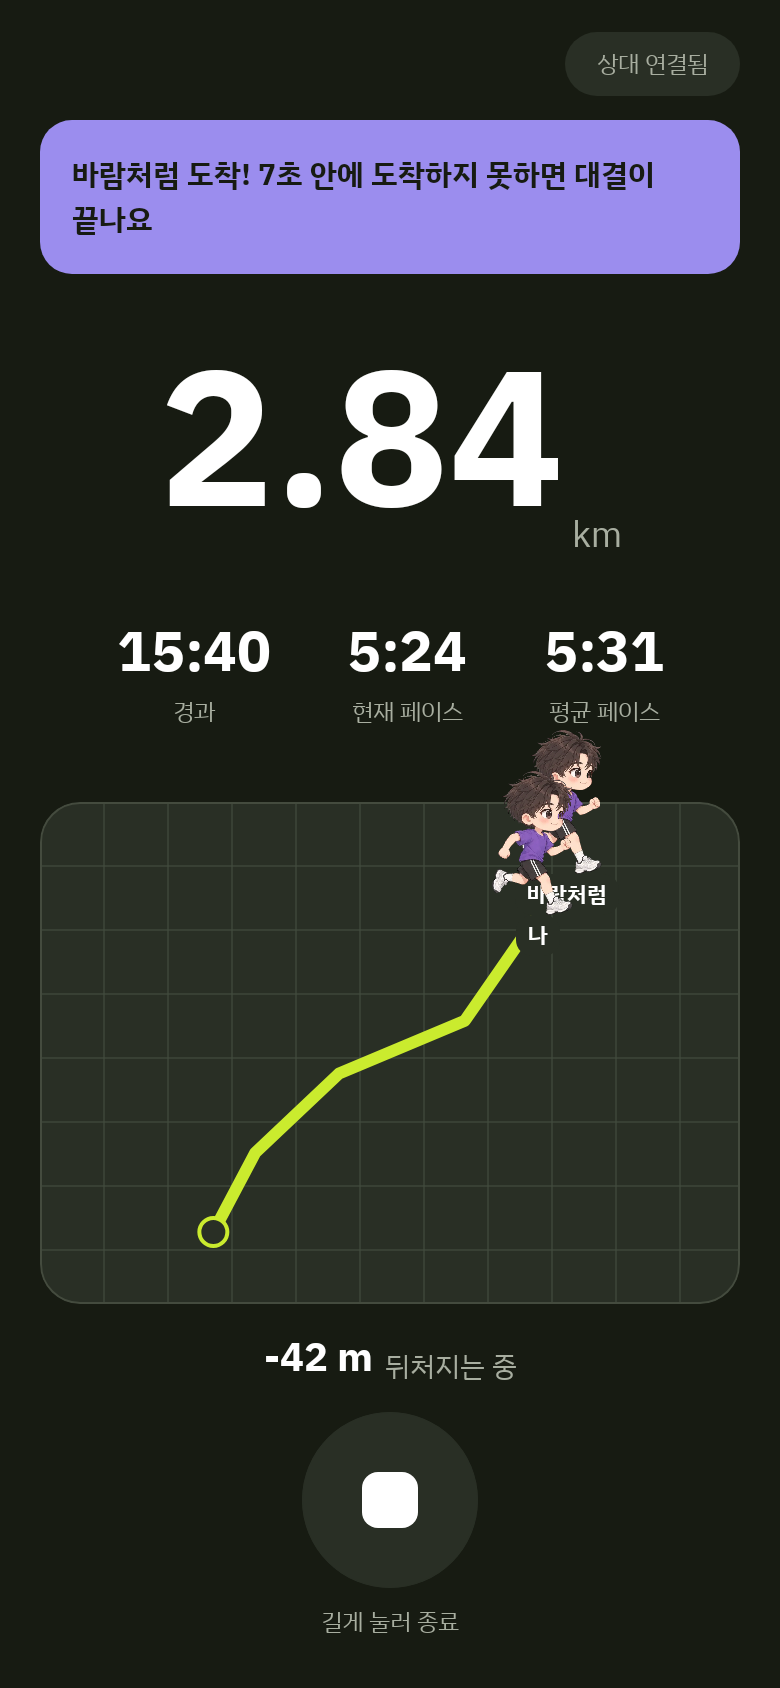 상대 연결됨
바람처럼 도착! 7초 안에 도착하지 못하면 대결이
끝나요
2.84 km
15:40 5:24 5:31
경과 현재 페이스 평균 페이스
바람처럼
나
-42 m 뒤처지는 중
길게 눌러 종료